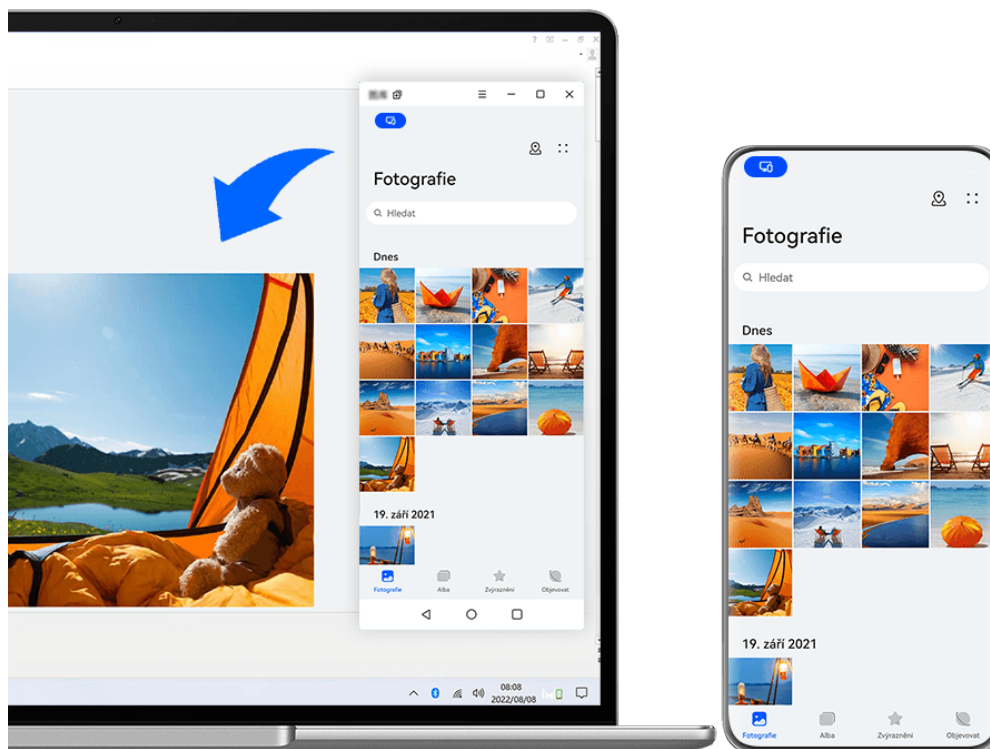 Fotografie
Hledat
Dnes
19. září 2021
Fotografie
Alba
Zvýraznění
Objevovat
08:08
2022/08/08
Fotografie
Hledat
Dnes
19. září 2021
Fotografie
Alba
Zvýraznění
Objevovat